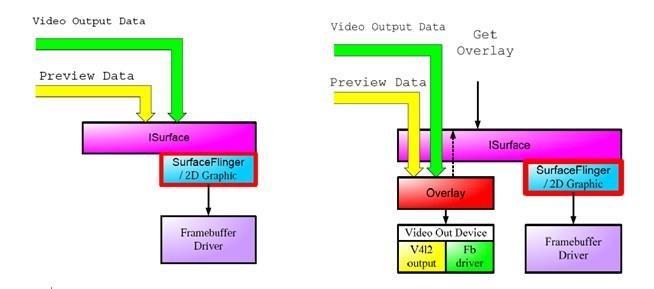 Video Output Data
Preview Data
ISurface
SurfaceFlinger
/ 2D Graphic
Framebuffer
Driver
Video Output Data
Get
Overlay
Preview Data
ISurface
SurfaceFlinger
/ 2D Graphic
Overlay
Video Out Device
V4l2
output
Fb
driver
Framebuffer
Driver